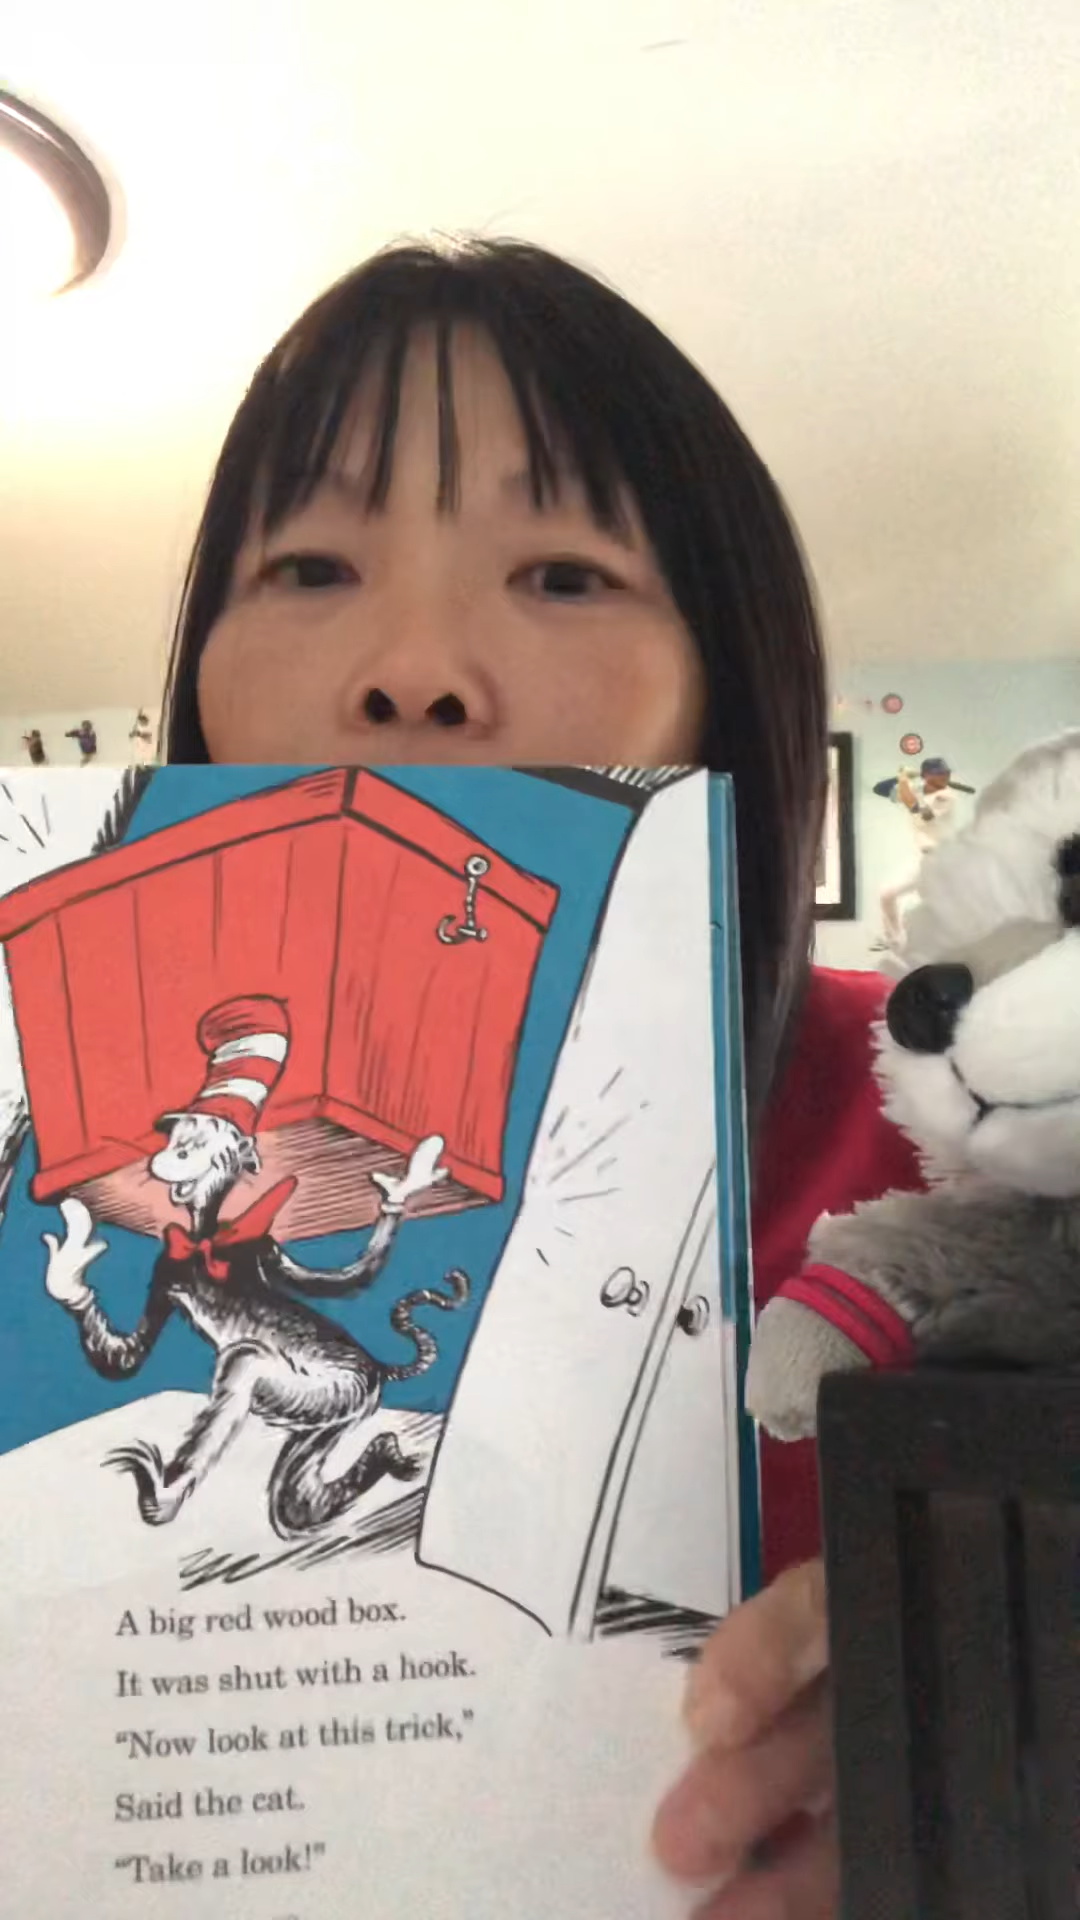 A big red wood box.
It was shut with a hook.
“Now look at this trick,”
Said the cat.
“Take a look!”